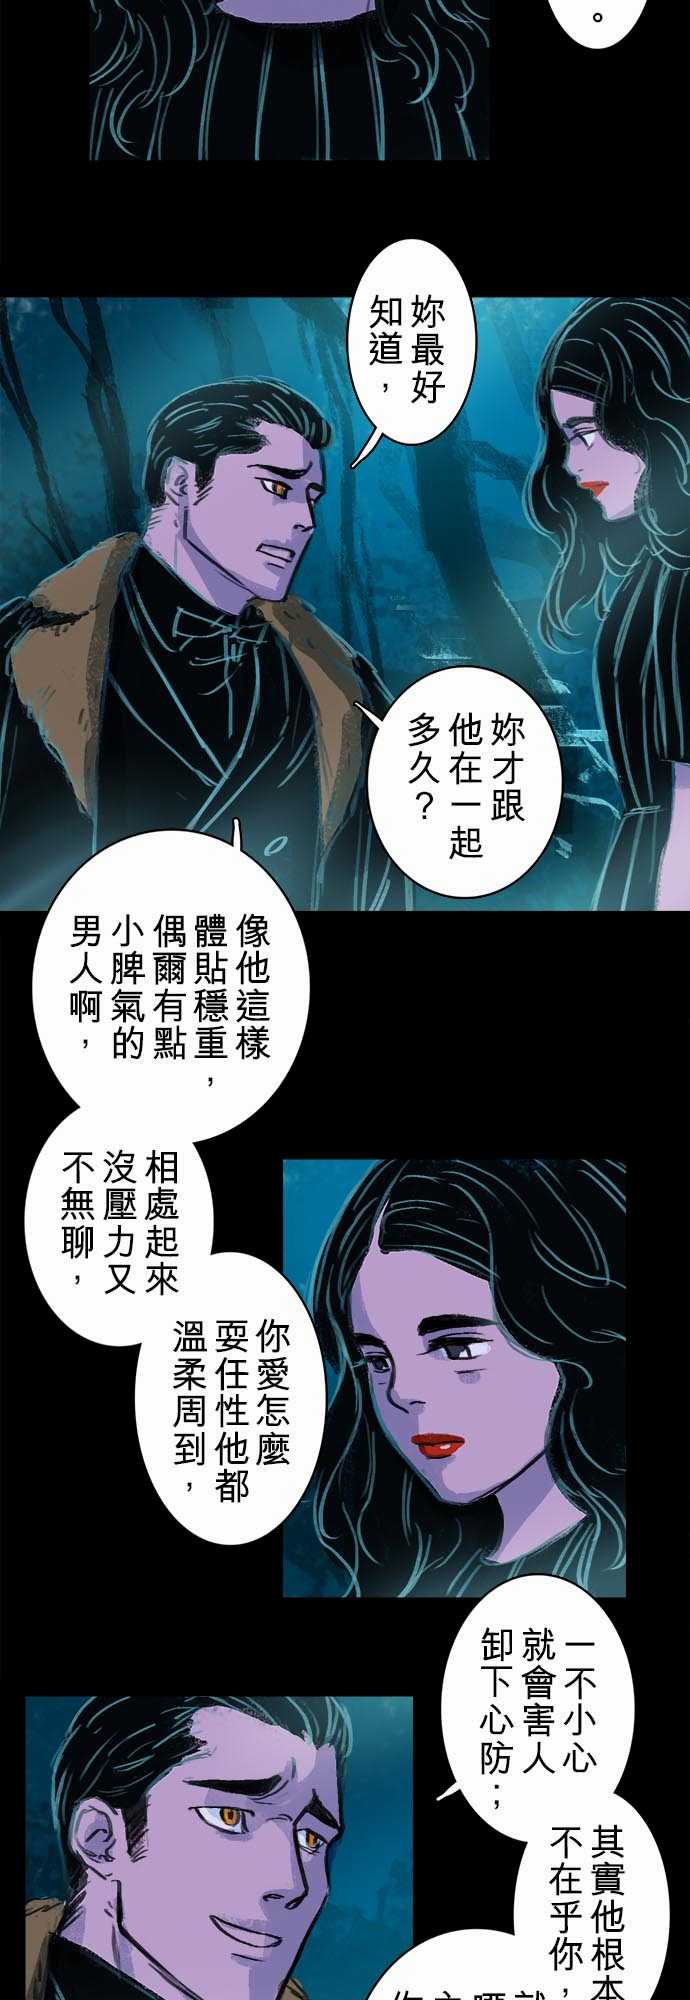 。
妳最好
知道，
妳才跟
他在一起
多久？
像他這樣
體貼穩重，
偶爾有點
小脾氣的
男人啊，
相處起來
沒壓力又
不無聊，
你愛怎麼
耍任性他都
溫柔周到，
一不小心
就會害人
卸下心防；
其實他根本
不在乎你，